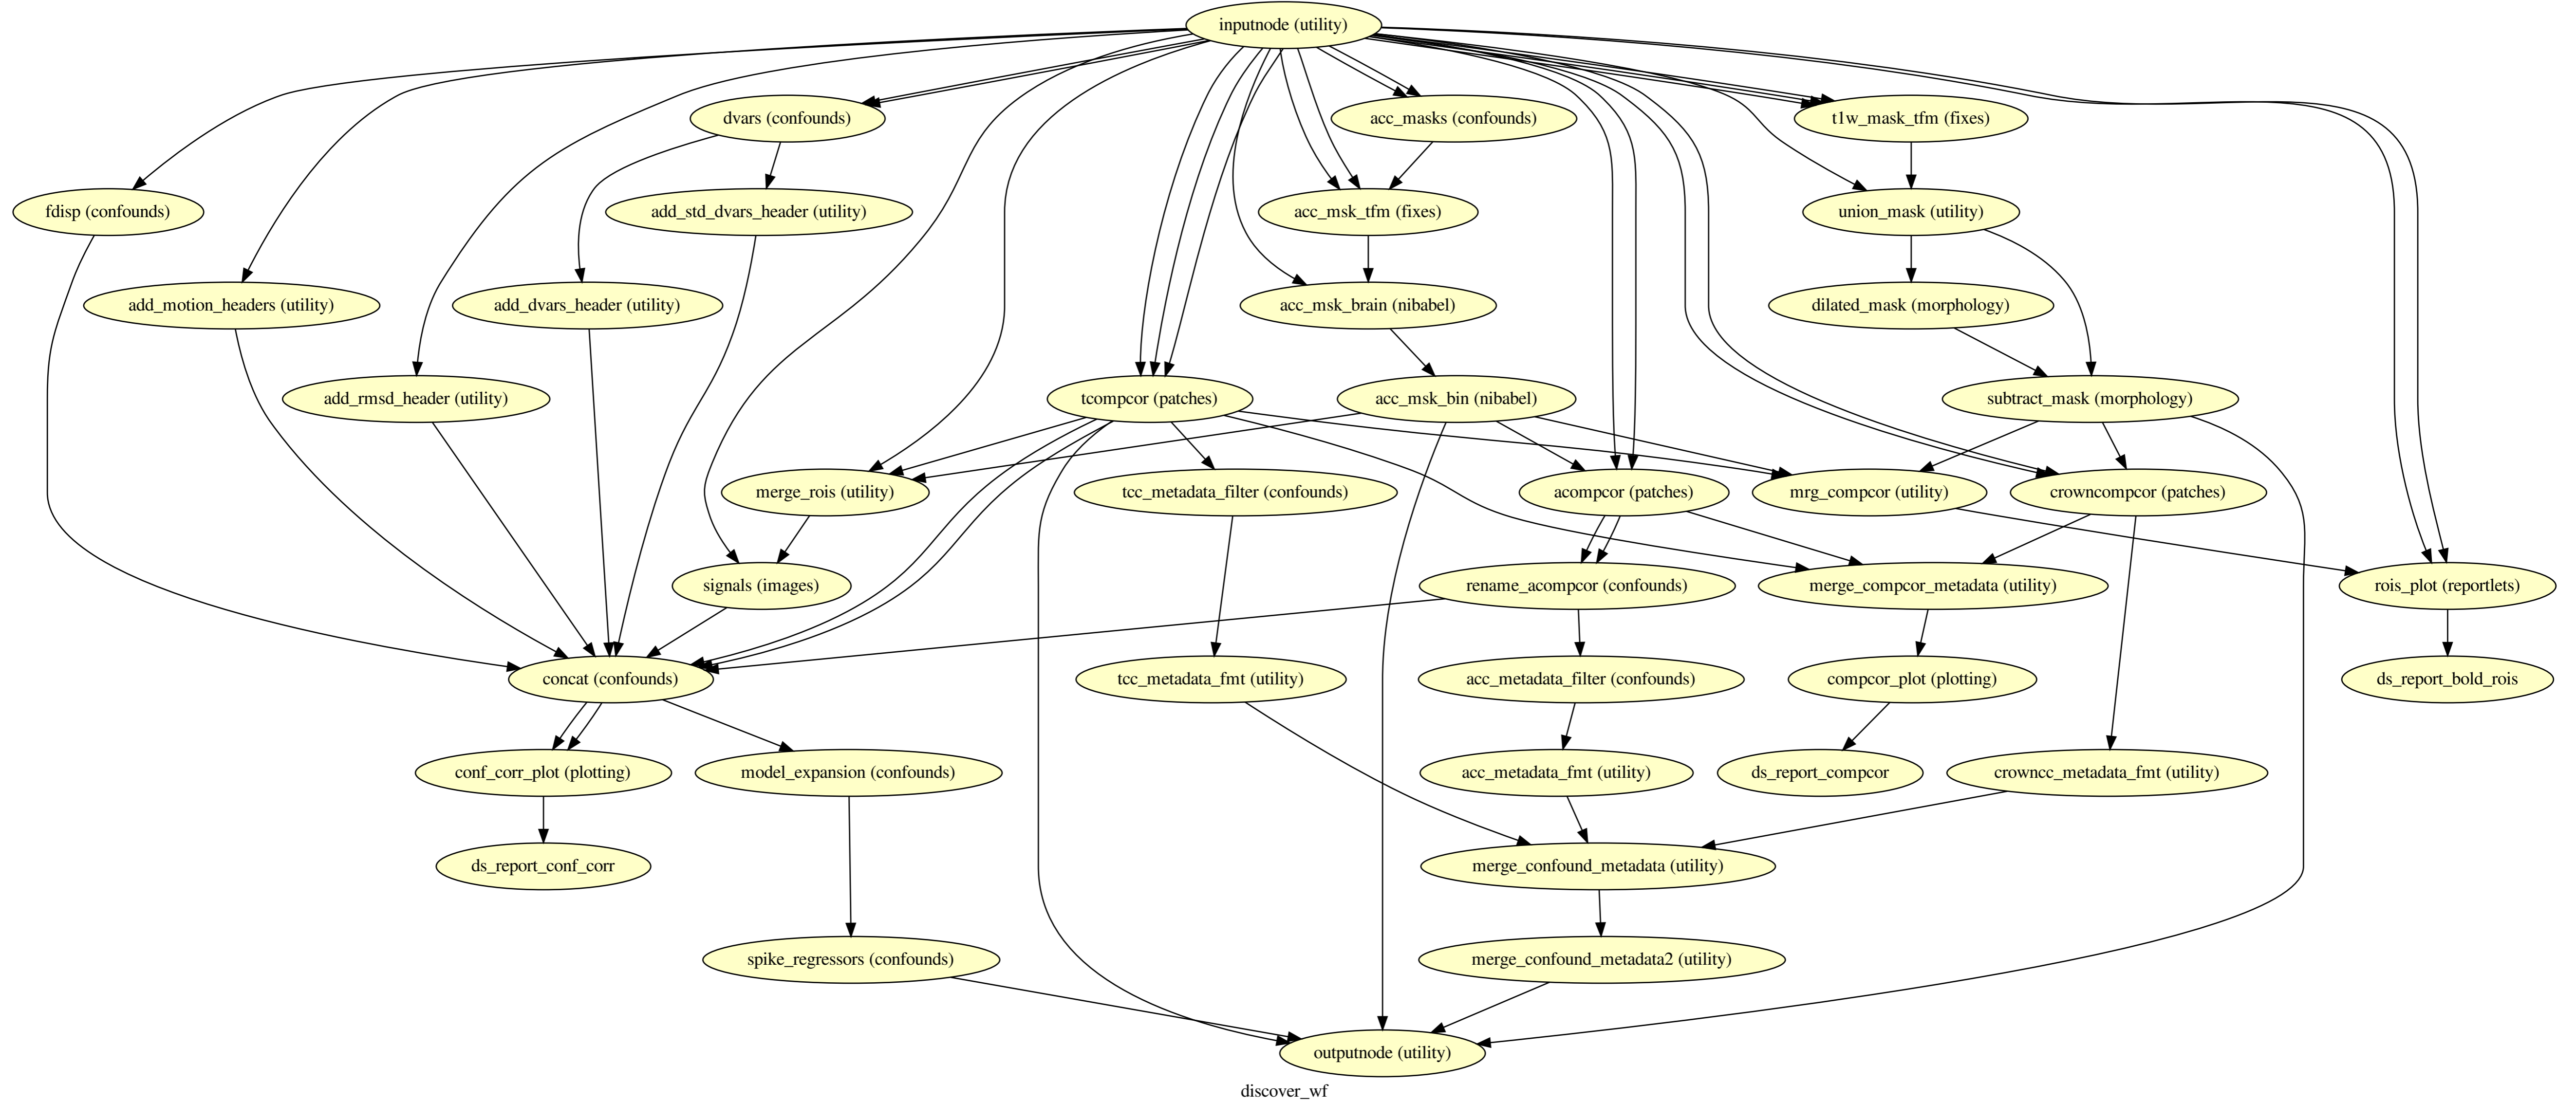 inputnode (utility)
dvars (confounds)
acc_masks (confounds)
t1w_mask_tfm (fixes)
fdisp (confounds)
add_std_dvars_header (utility)
acc_msk_tfm (fixes)
union_mask (utility)
add_motion_headers (utility)
add_dvars_header (utility)
acc_msk_brain (nibabel)
dilated_mask (morphology)
add_rmsd_header (utility)
tcompcor (patches)
acc_msk_bin (nibabel)
subtract_mask (morphology)
merge_rois (utility)
tcc_metadata_filter (confounds)
acompcor (patches)
mrg_compcor (utility)
crowncompcor (patches)
signals (images)
rename_acompcor (confounds)
merge_compcor_metadata (utility)
rois_plot (reportlets)
concat (confounds)
tcc_metadata_fmt (utility)
acc_metadata_filter (confounds)
compcor_plot (plotting)
ds_report_bold_rois
conf_corr_plot (plotting)
model_expansion (confounds)
acc_metadata_fmt (utility)
ds_report_compcor
crowncc_metadata_fmt (utility)
ds_report_conf_corr
merge_confound_metadata (utility)
spike_regressors (confounds)
merge_confound_metadata2 (utility)
outputnode (utility)
discover_wf